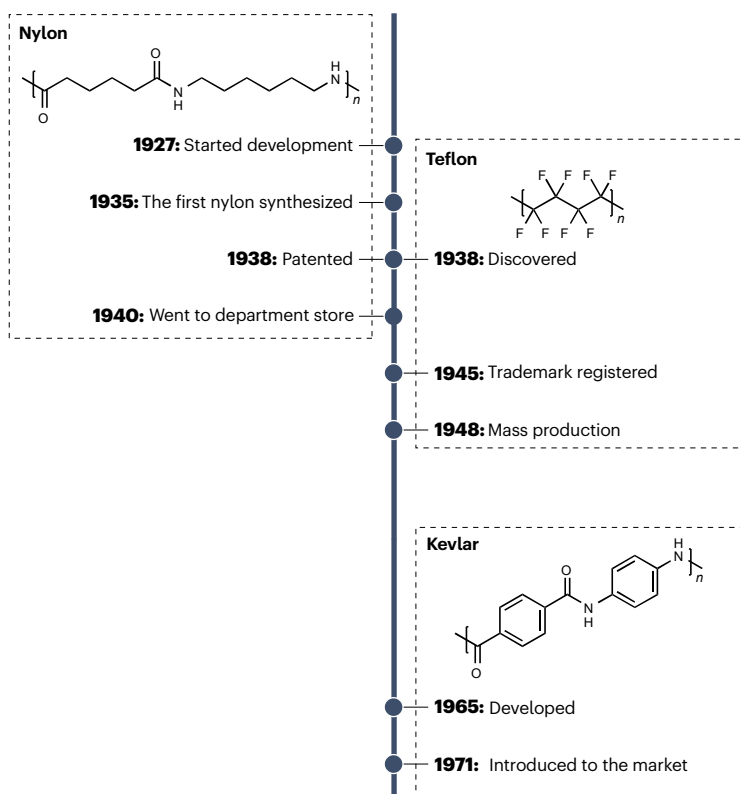 Nylon
O
N
H
H
N
O
n
1927: Started development
1935: The first nylon synthesized
1938: Patented
1940: Went to department store
Teflon
F F F F
F F F F
n
1938: Discovered
1945: Trademark registered
1948: Mass production
Kevlar
H
N
n
O
N
H
O
1965: Developed
1971: Introduced to the market